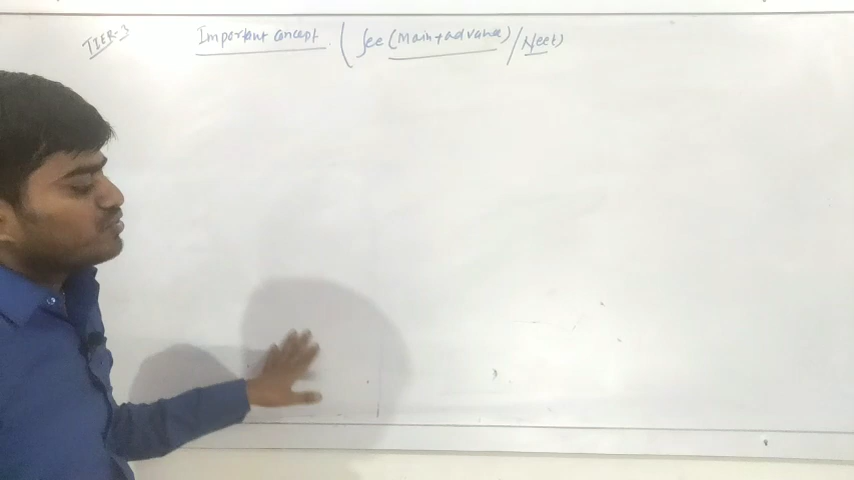 TIER-3
Important concept. (Jee (Main+advance) / Neet)